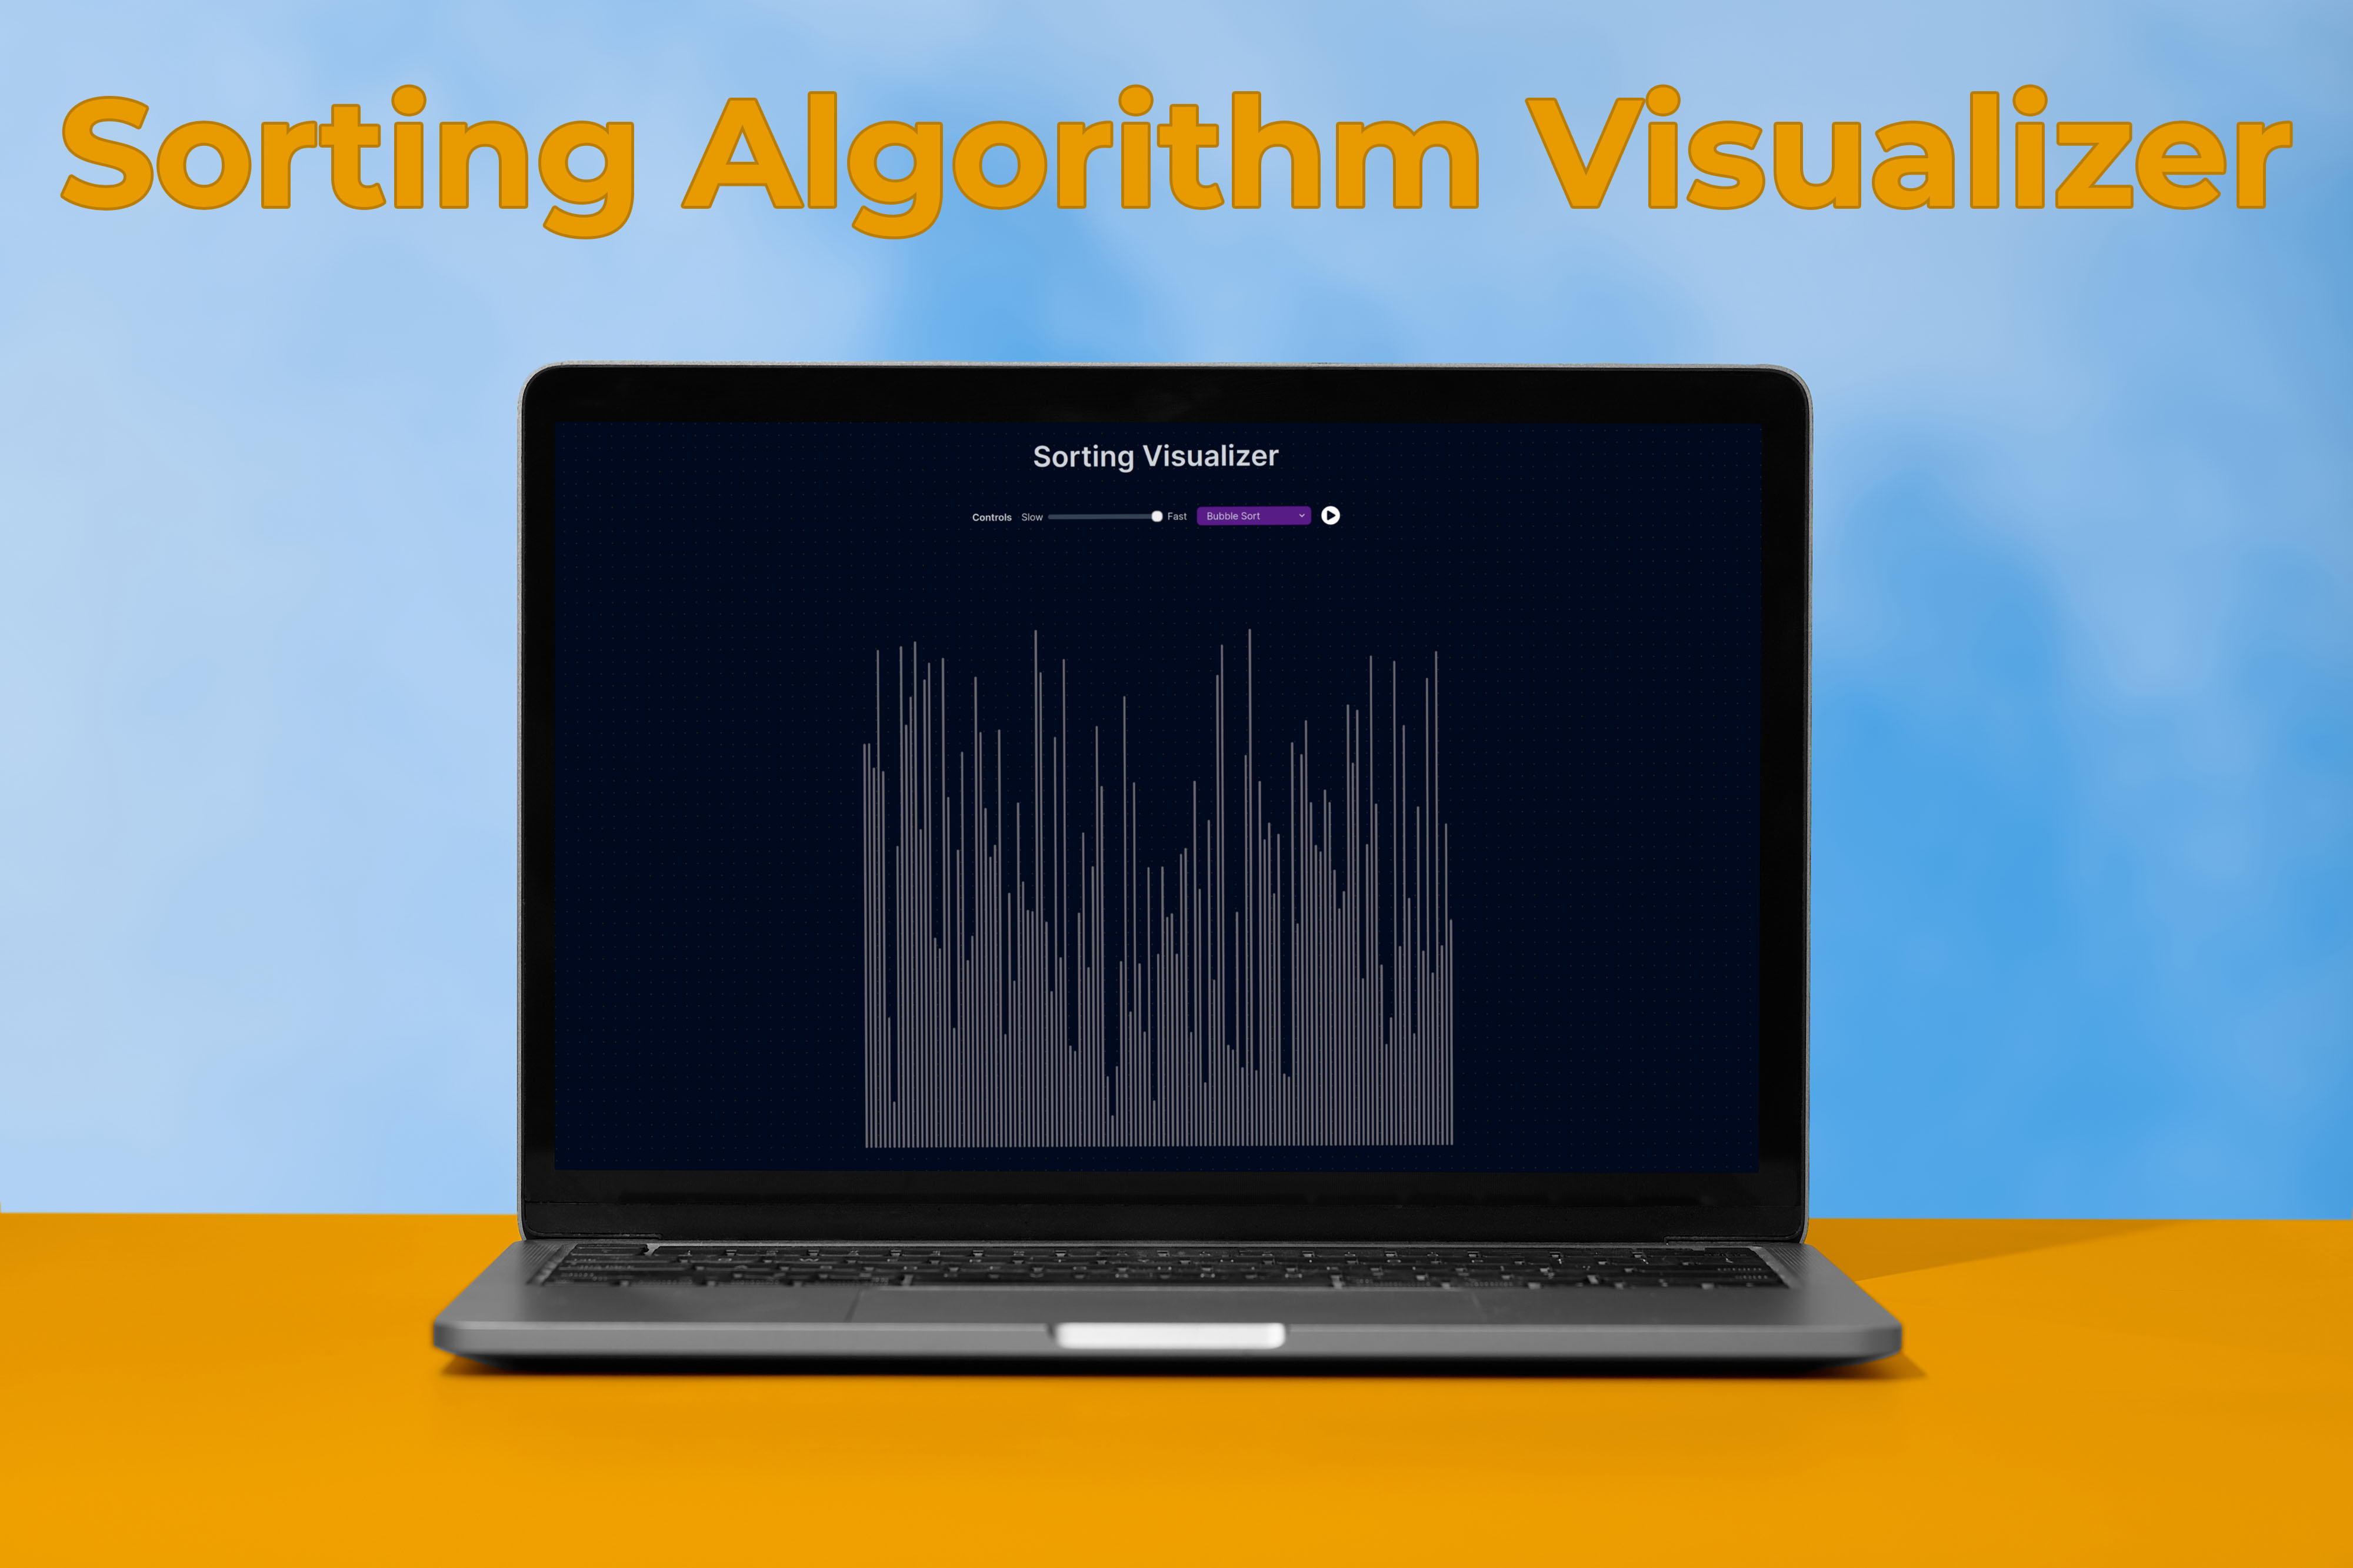 Sorting Algorithm Visualizer
Sorting Visualizer
Controls Slow Fast Bubble Sort